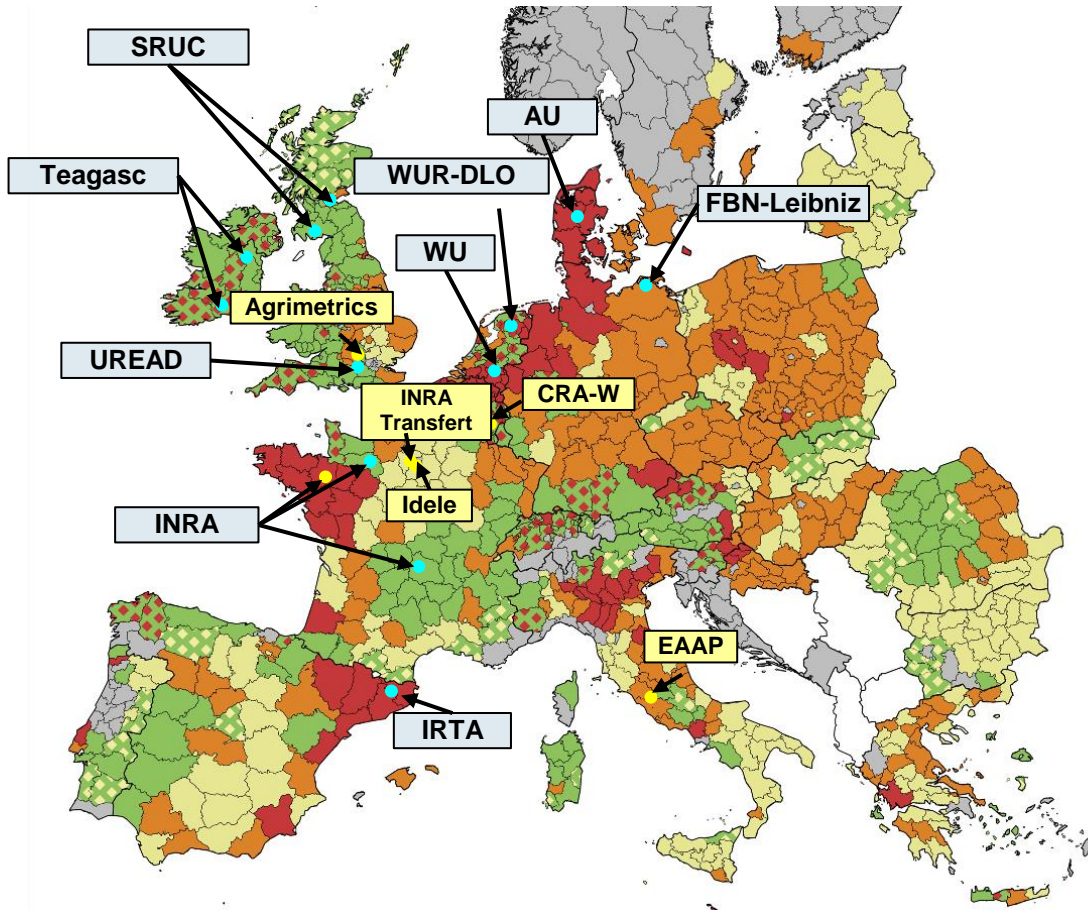 SRUC
AU
Teagasc
WUR-DLO
FBN-Leibniz
WU
Agrimetrics
UREAD
INRA
Transfert
CRA-W
Idele
INRA
EAAP
IRTA